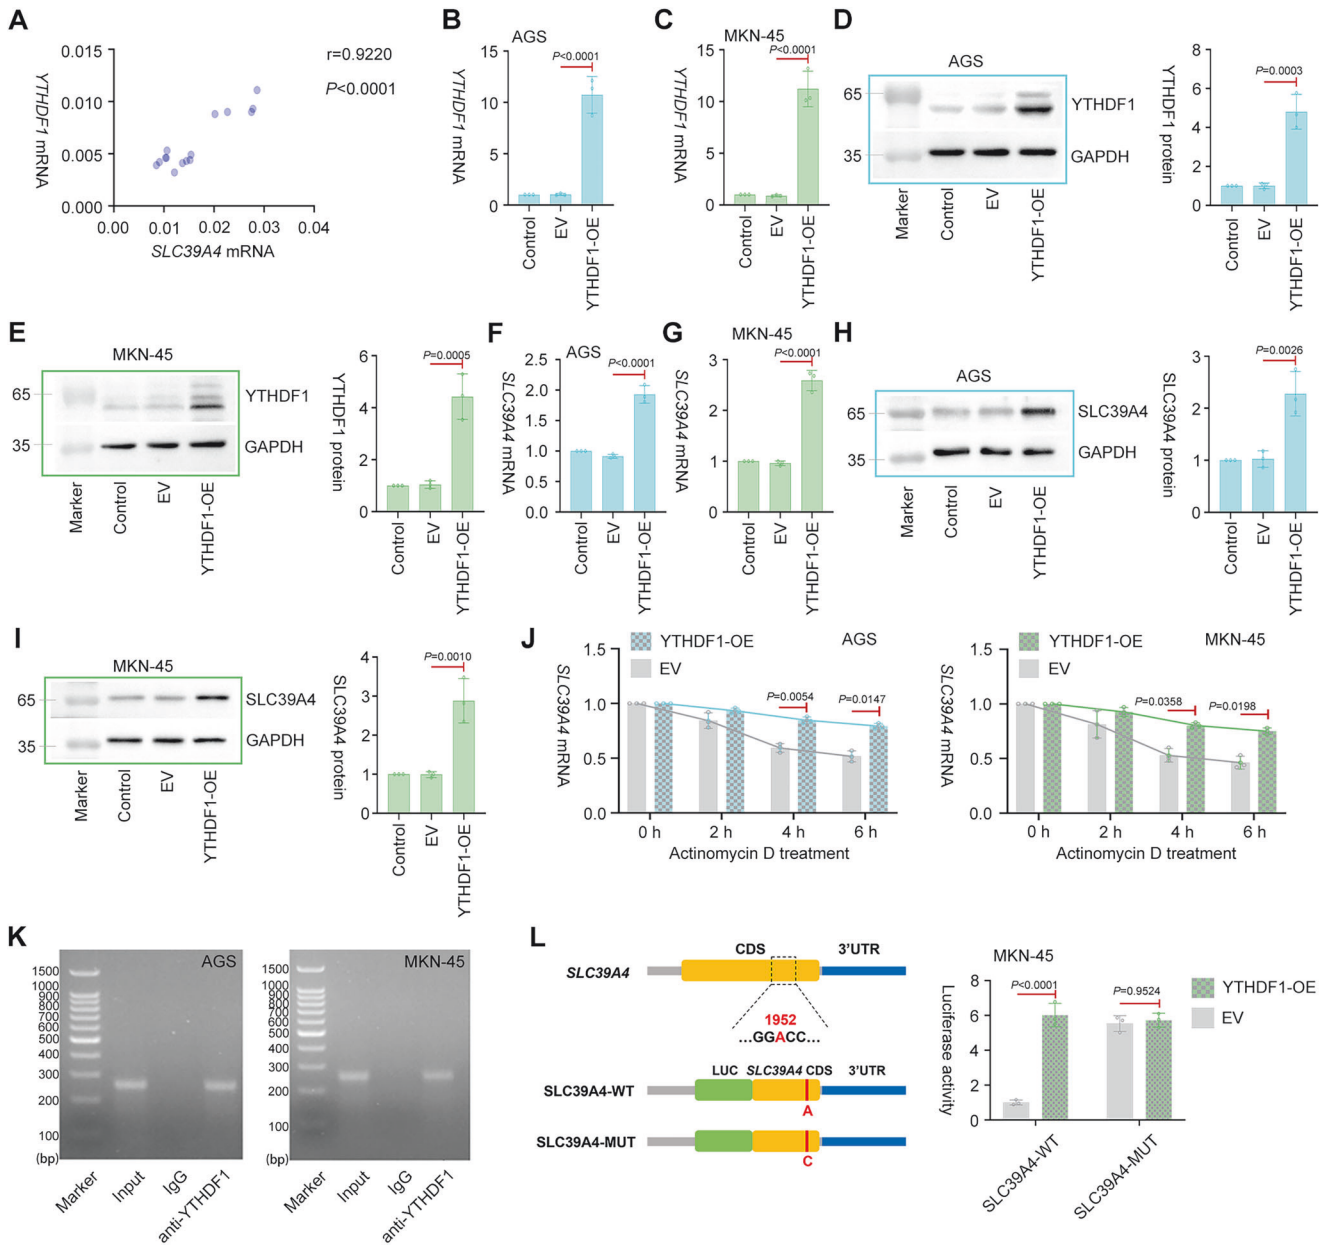 A
0.015
0.010
0.005
0.000
YTHDF1 mRNA
0.00 0.01 0.02 0.03 0.04
SLC39A4 mRNA
r=0.9220
P<0.0001
B
AGS
P<0.0001
15
10
5
0
YTHDF1 mRNA
Control
EV
YTHDF1-OE
C
MKN-45
P<0.0001
15
10
5
0
YTHDF1 mRNA
Control
EV
YTHDF1-OE
D
AGS
65
35
YTHDF1
GAPDH
Marker
Control
EV
YTHDF1-OE
P=0.0003
8
6
4
2
0
YTHDF1 protein
Control
EV
YTHDF1-OE
E
MKN-45
65
35
YTHDF1
GAPDH
Marker
Control
EV
YTHDF1-OE
P=0.0005
6
4
2
0
YTHDF1 protein
Control
EV
YTHDF1-OE
F
AGS
P<0.0001
2.5
2.0
1.5
1.0
0.5
0.0
SLC39A4 mRNA
Control
EV
YTHDF1-OE
G
MKN-45
P<0.0001
3
2
1
0
SLC39A4 mRNA
Control
EV
YTHDF1-OE
H
AGS
65
35
SLC39A4
GAPDH
Marker
Control
EV
YTHDF1-OE
P=0.0026
3
2
1
0
SLC39A4 protein
Control
EV
YTHDF1-OE
I
MKN-45
65
35
SLC39A4
GAPDH
Marker
Control
EV
YTHDF1-OE
P=0.0010
4
3
2
1
0
SLC39A4 protein
Control
EV
YTHDF1-OE
J
YTHDF1-OE
EV
AGS
P=0.0054
P=0.0147
1.5
1.0
0.5
0.0
SLC39A4 mRNA
0 h 2 h 4 h 6 h
Actinomycin D treatment
YTHDF1-OE
EV
MKN-45
P=0.0358
P=0.0198
1.5
1.0
0.5
0.0
SLC39A4 mRNA
0 h 2 h 4 h 6 h
Actinomycin D treatment
K
AGS
1500
1000
900
800
700
600
500
400
300
200
100
(bp)
Marker
Input
IgG
anti-YTHDF1
MKN-45
1500
1000
900
800
700
600
500
400
300
200
100
(bp)
Marker
Input
IgG
anti-YTHDF1
L
CDS 3'UTR
SLC39A4
1952
...GGACC...
LUC SLC39A4 CDS 3'UTR
SLC39A4-WT
A
SLC39A4-MUT
C
MKN-45
P<0.0001
P=0.9524
YTHDF1-OE
EV
8
6
4
2
0
Luciferase activity
SLC39A4-WT
SLC39A4-MUT